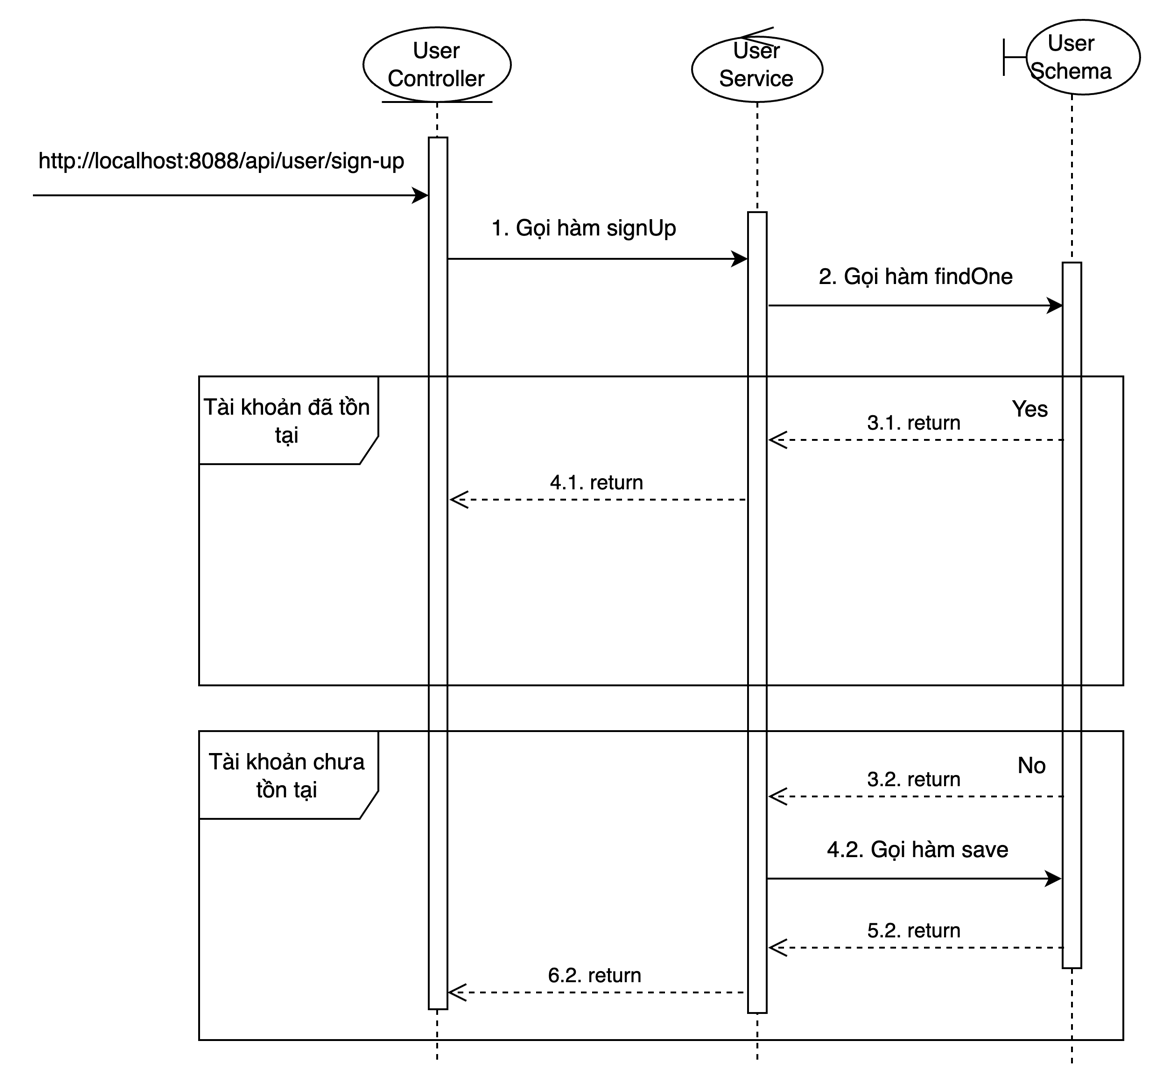 User
Controller
User
Service
User
Schema
http://localhost:8088/api/user/sign-up
1. Gọi hàm signUp
2. Gọi hàm findOne
Tài khoản đã tồn
tại
Yes
3.1. return
4.1. return
Tài khoản chưa
tồn tại
No
3.2. return
4.2. Gọi hàm save
5.2. return
6.2. return